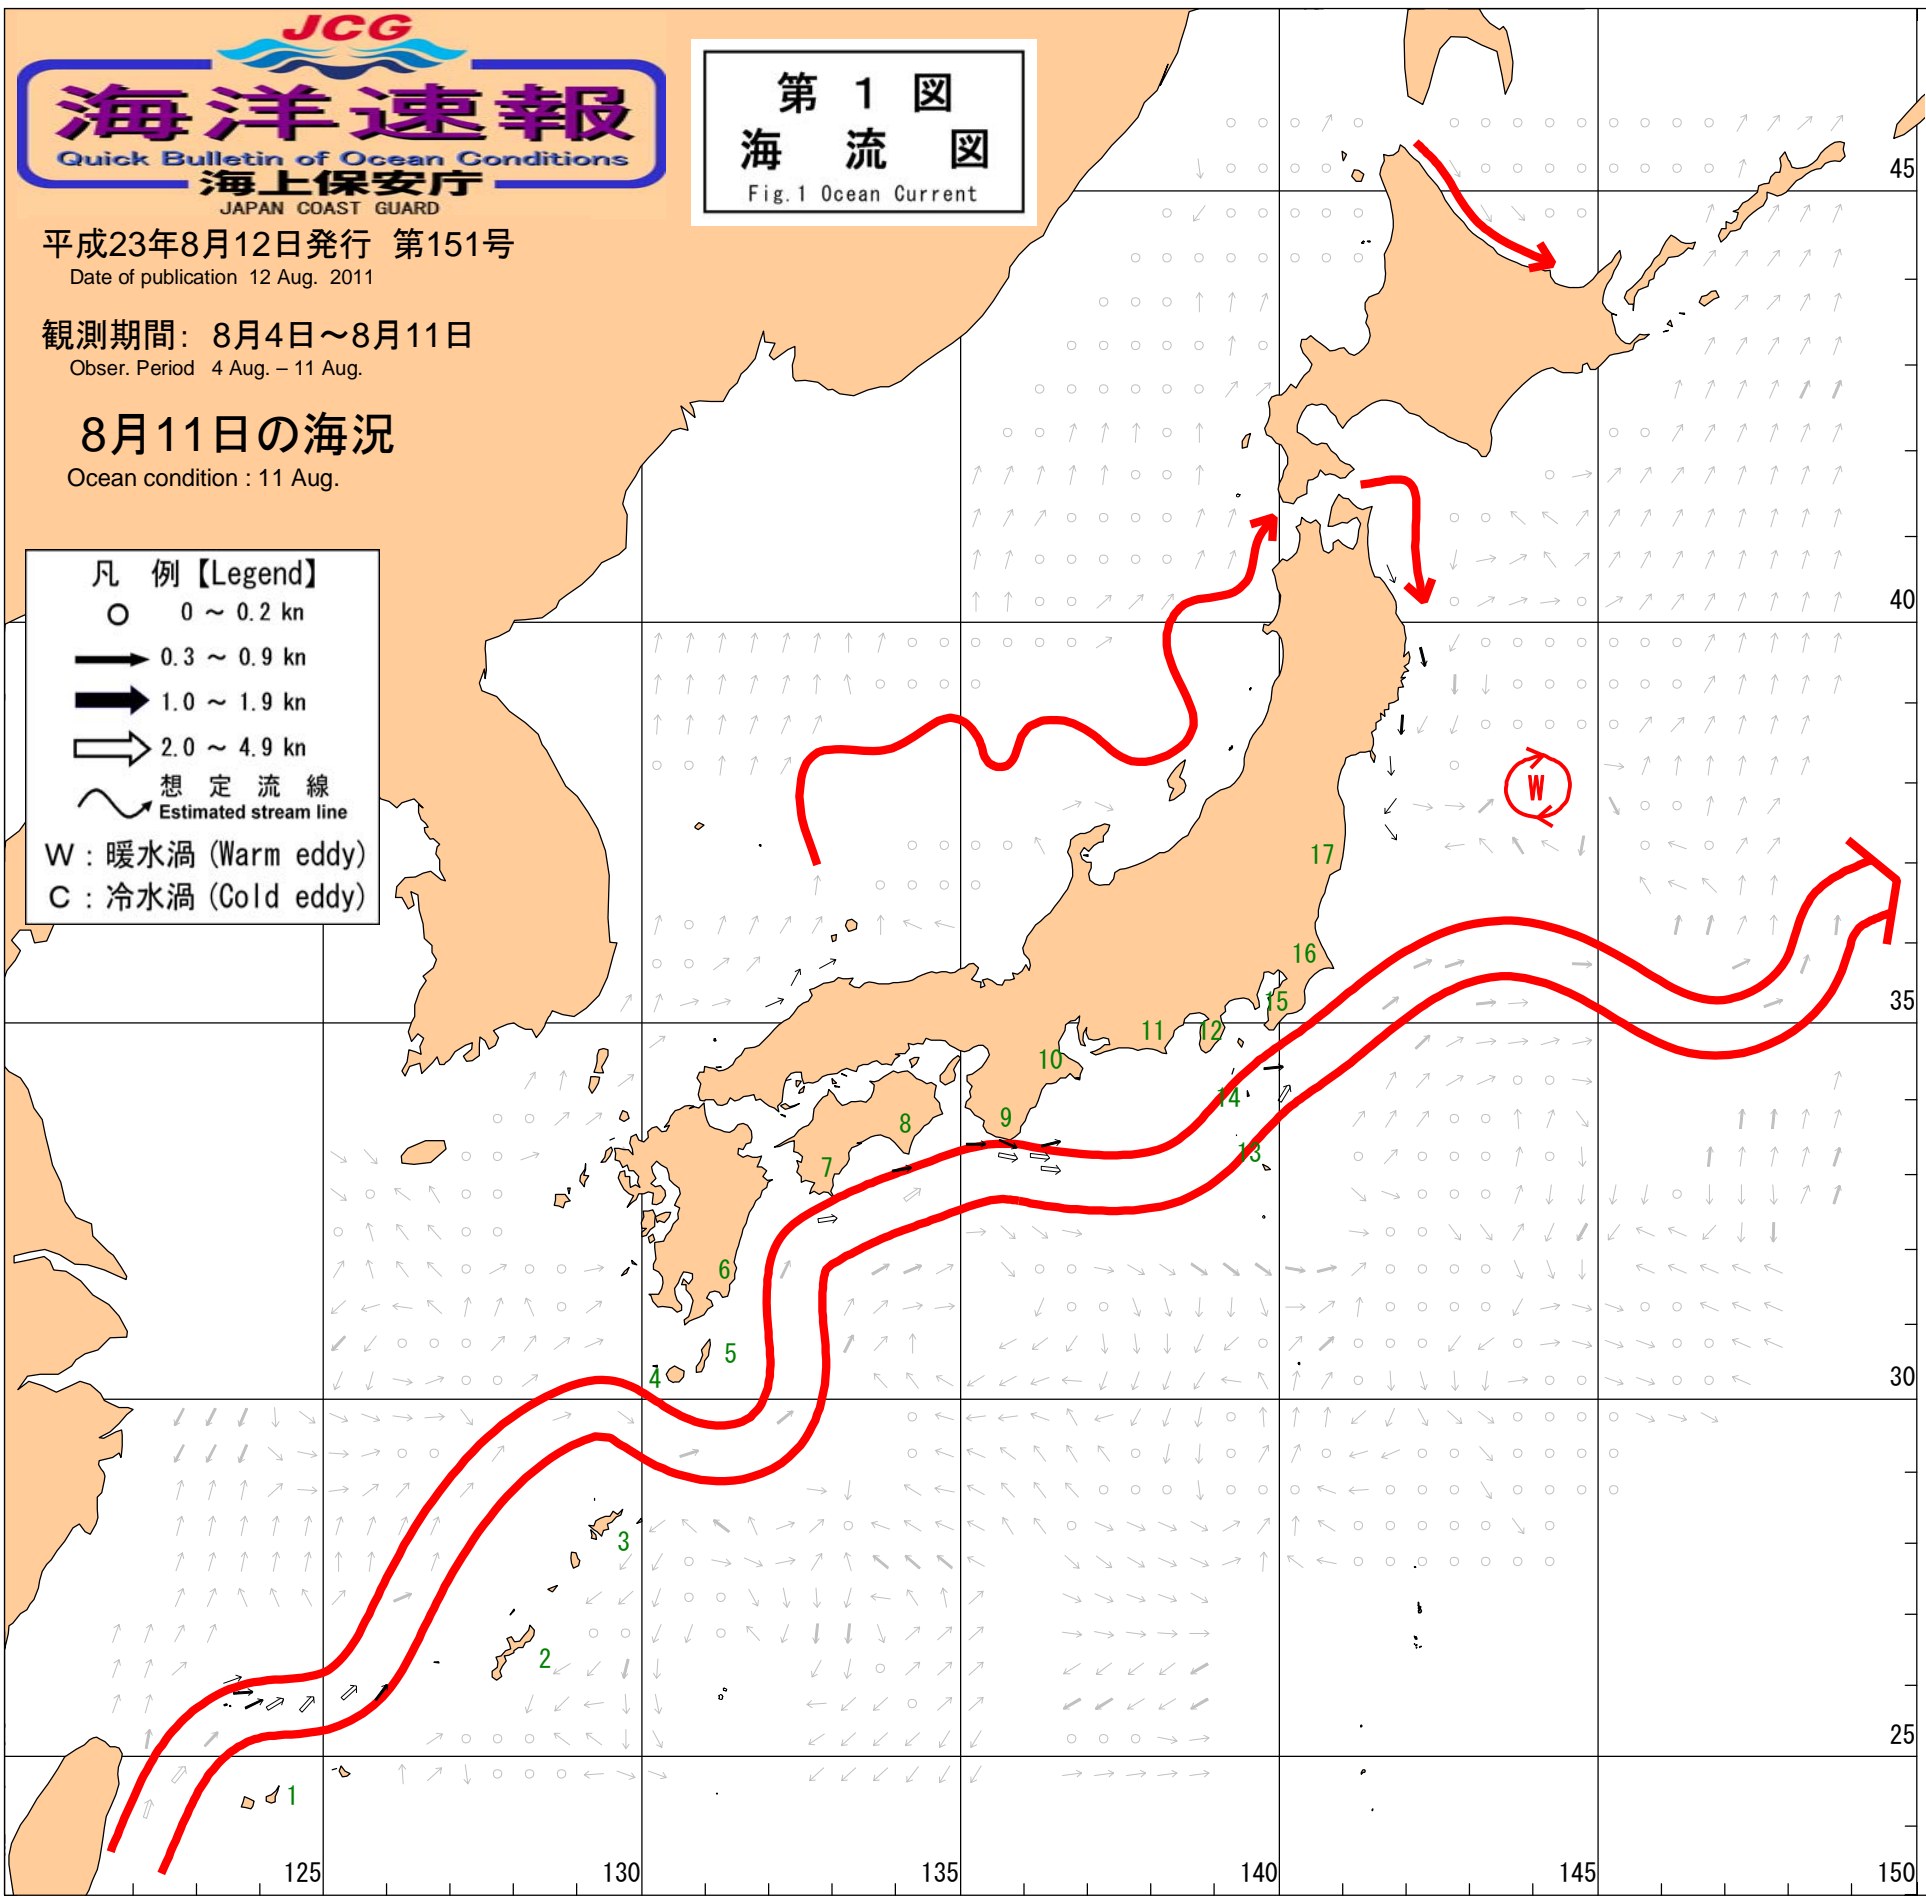 JCG
海洋速報
Quick Bulletin of Ocean Conditions
海上保安庁
JAPAN COAST GUARD
第 1 図
海 流 図
Fig.1 Ocean Current
平成23年8月12日発行 第151号
Date of publication 12 Aug. 2011
観測期間: 8月4日~8月11日
Obser. Period 4 Aug. – 11 Aug.
8月11日の海況
Ocean condition : 11 Aug.
凡 例【Legend】
0 ~ 0.2 kn
0.3 ~ 0.9 kn
1.0 ~ 1.9 kn
2.0 ~ 4.9 kn
想 定 流 線
Estimated stream line
W : 暖水渦 (Warm eddy)
C : 冷水渦 (Cold eddy)
45
40
W
17
16
35
15
14
13
12
11
10
9
8
7
6
5
4
30
3
2
25
1
125
130
135
140
145
150